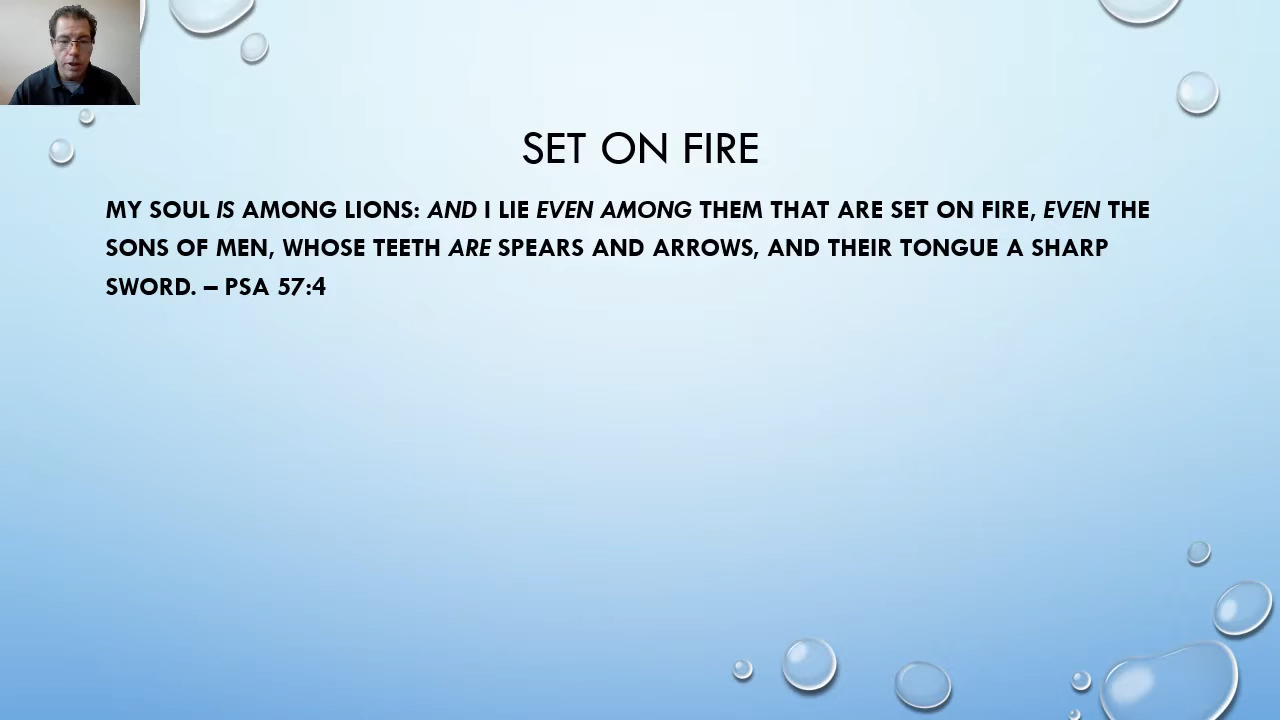 SET ON FIRE
MY SOUL IS AMONG LIONS: AND I LIE EVEN AMONG THEM THAT ARE SET ON FIRE, EVEN THE
SONS OF MEN, WHOSE TEETH ARE SPEARS AND ARROWS, AND THEIR TONGUE A SHARP
SWORD. – PSA 57:4